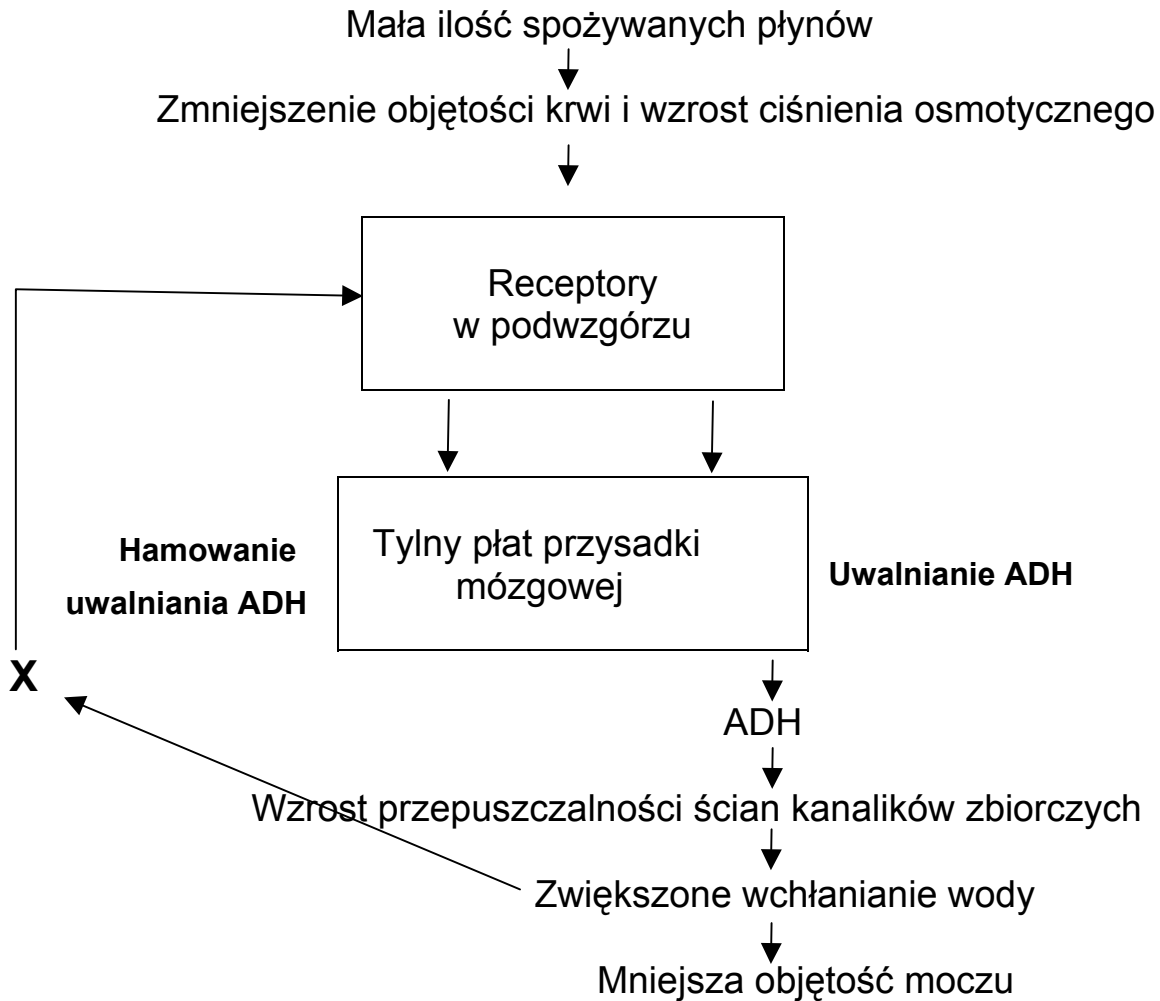 Mała ilość spożywanych płynów
Zmniejszenie objętości krwi i wzrost ciśnienia osmotycznego
Receptory
w podwzgórzu
Hamowanie
uwalniania ADH
Tylny płat przysadki
mózgowej
Uwalnianie ADH
X
ADH
Wzrost przepuszczalności ścian kanalików zbiorczych
Zwiększone wchłanianie wody
Mniejsza objętość moczu